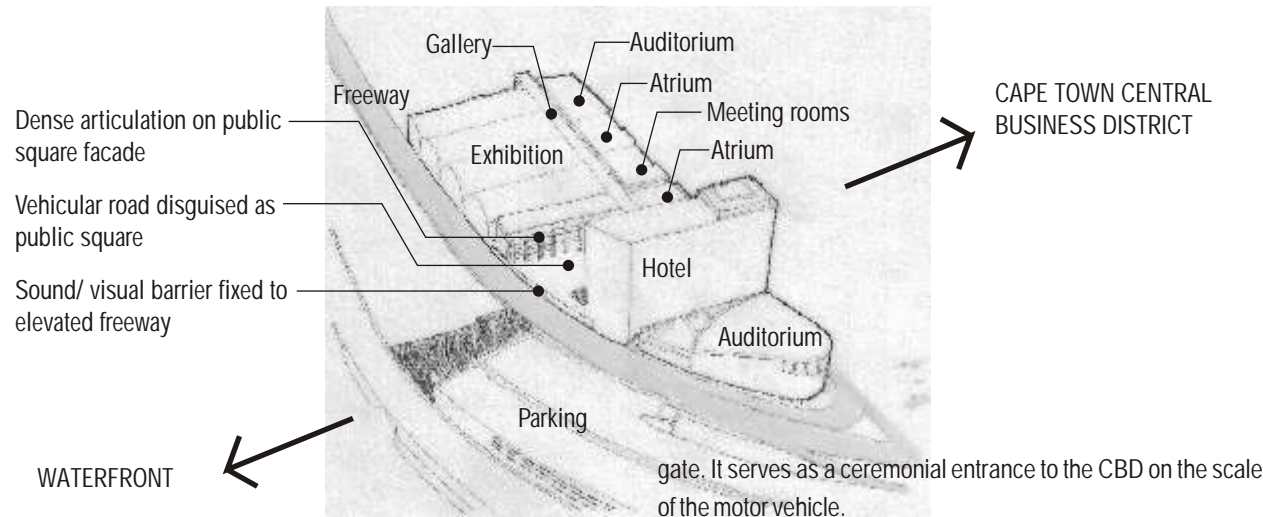 Gallery
Auditorium
Atrium
Freeway
Meeting rooms
CAPE TOWN CENTRAL
BUSINESS DISTRICT
Dense articulation on public
square facade
Exhibition
Atrium
Vehicular road disguised as
public square
Hotel
Sound/ visual barrier fixed to
elevated freeway
Auditorium
Parking
WATERFRONT
gate. It serves as a ceremonial entrance to the CBD on the scale
of the motor vehicle.